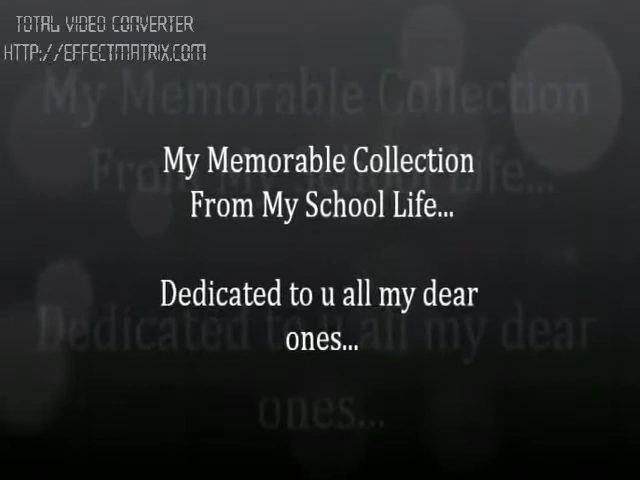 TOTAL VIDEO CONVERTER
HTTP://EFFECTMATRIX.COM
My Memorable Collection
From My School Life...
Dedicated to u all my dear
ones...